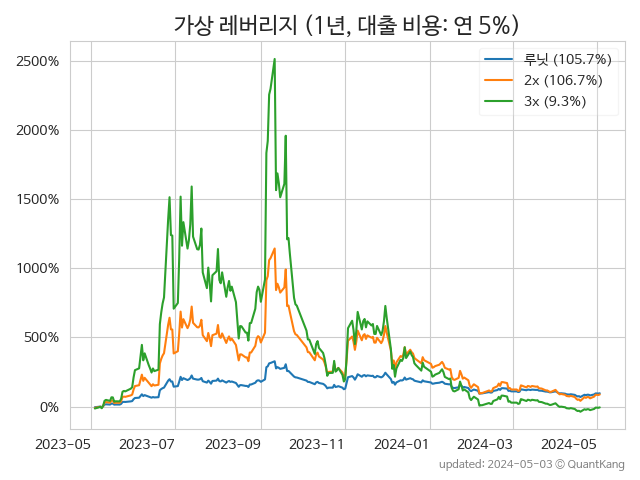 가상 레버리지 (1년, 대출 비용: 연 5%)
루닛 (105.7%)
2x (106.7%)
3x (9.3%)
2500%
2000%
1500%
1000%
500%
0%
2023-05 2023-07 2023-09 2023-11 2024-01 2024-03 2024-05
updated: 2024-05-03 © QuantKang